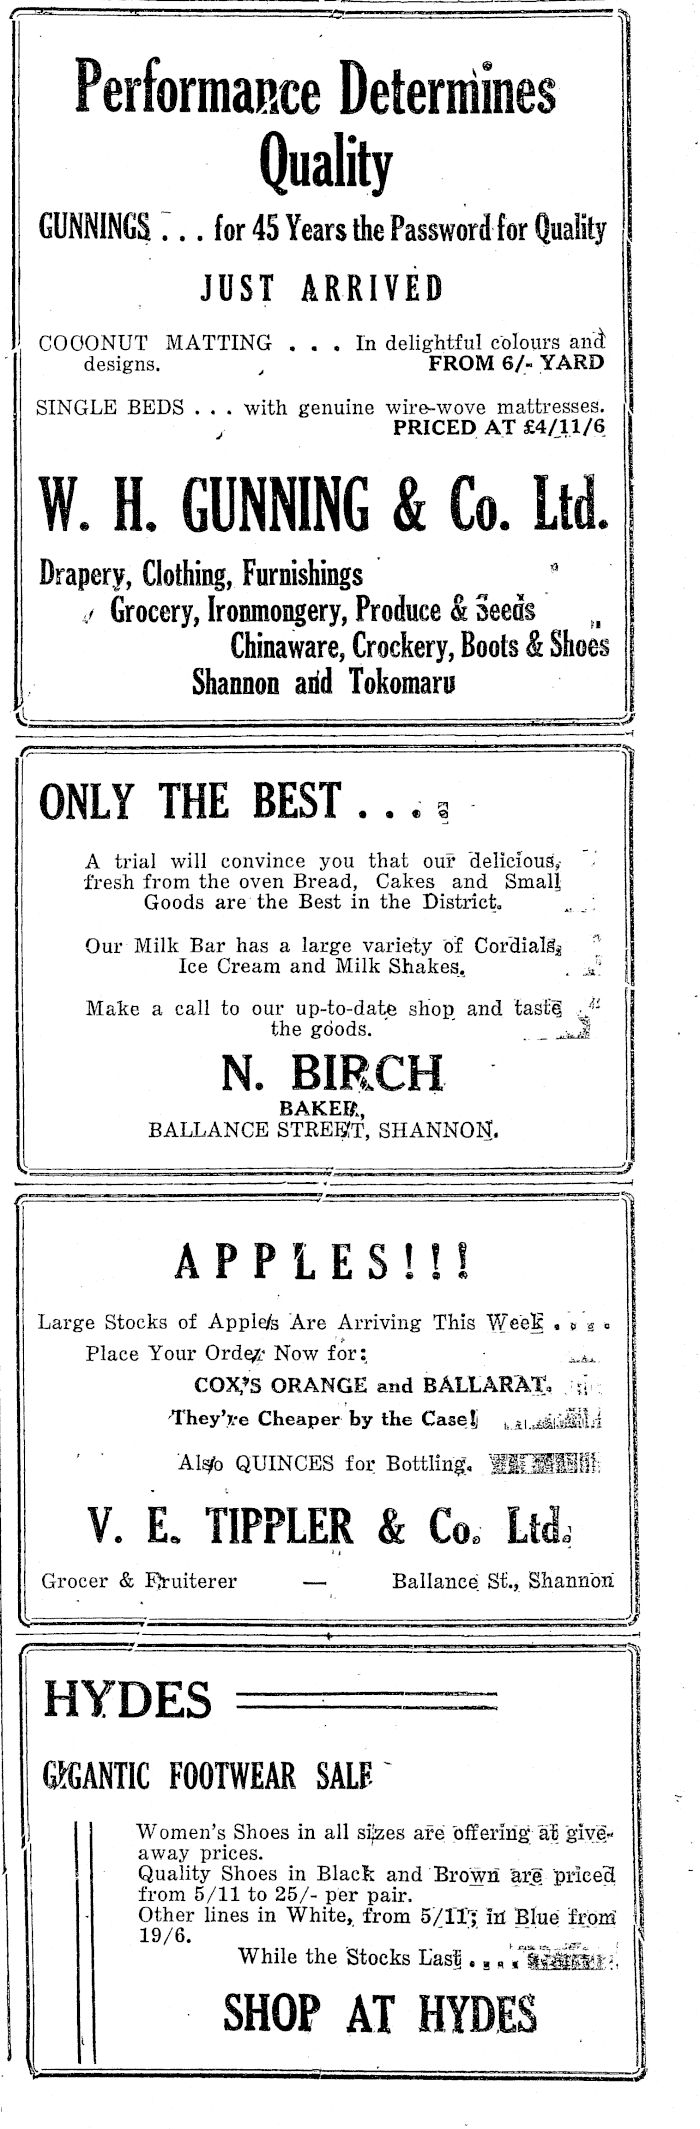 Performance Determines
Quality
GUNNINGS . . . for 45 Years the Password for Quality
JUST ARRIVED
COCONUT MATTING . . . In delightful colours and
designs. FROM 6/- YARD
SINGLE BEDS . . . with genuine wire-wove mattresses.
PRICED AT £4/11/6
W. H. GUNNING & Co. Ltd.
Drapery, Clothing, Furnishings
Grocery, Ironmongery, Produce & Seeds
Chinaware, Crockery, Boots & Shoes
Shannon and Tokomaru
ONLY THE BEST . . . .
A trial will convince you that our delicious,
fresh from the oven Bread, Cakes and Small
Goods are the Best in the District.
Our Milk Bar has a large variety of Cordials,
Ice Cream and Milk Shakes.
Make a call to our up-to-date shop and taste
the goods.
N. BIRCH
BAKER,
BALLANCE STREET, SHANNON.
APPLES!!!
Large Stocks of Apples Are Arriving This Week . . . .
Place Your Order Now for:
COX'S ORANGE and BALLARAT.
They're Cheaper by the Case!
Also QUINCES for Bottling.
V. E. TIPPLER & Co. Ltd.
Grocer & Fruiterer — Ballance St., Shannon
HYDES
GIGANTIC FOOTWEAR SALE
Women's Shoes in all sizes are offering at give-
away prices.
Quality Shoes in Black and Brown are priced
from 5/11 to 25/- per pair.
Other lines in White, from 5/11; in Blue from
19/6.
While the Stocks Last . . . .
SHOP AT HYDES